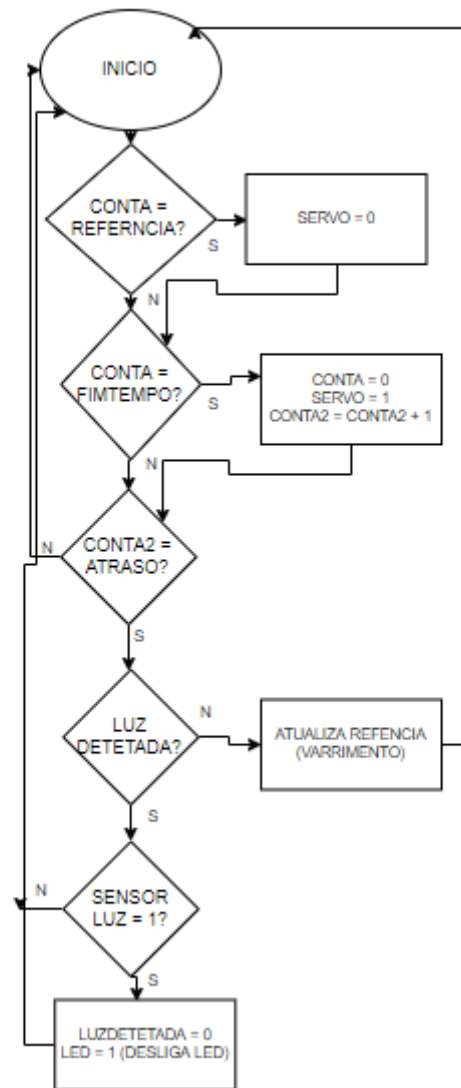 INICIO
CONTA =
REFERNCIA?
S
SERVO = 0
N
CONTA =
FIMTEMPO?
S
CONTA = 0
SERVO = 1
CONTA2 = CONTA2 + 1
N
CONTA2 =
ATRASO?
N
S
LUZ
DETETADA?
N
ATUALIZA REFENCIA
(VARRIMENTO)
S
SENSOR
LUZ = 1?
N
S
LUZDETETADA = 0
LED = 1 (DESLIGA LED)